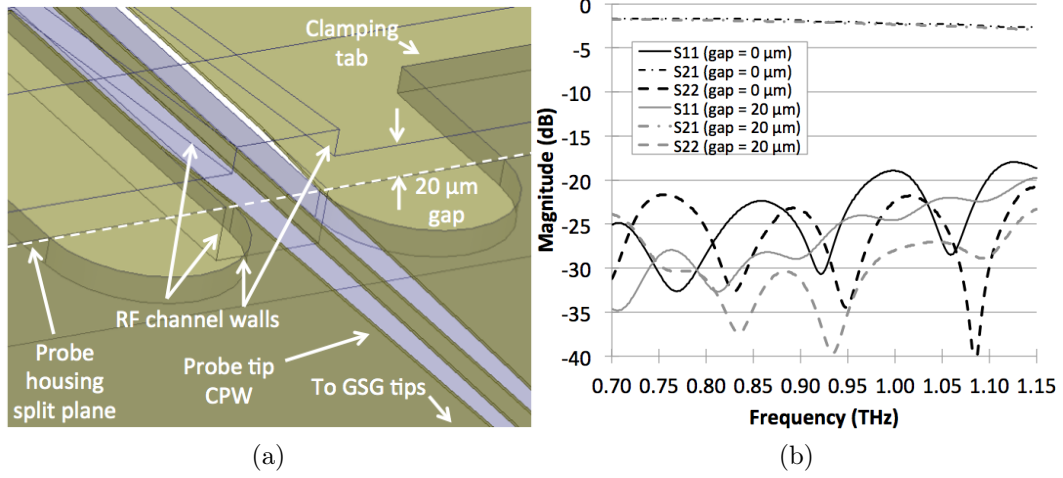 Clamping
tab
20 µm
gap
RF channel walls
Probe
housing
split plane
Probe tip
CPW
To GSG tips
(a)
0
-5
-10
-15
-20
-25
-30
-35
-40
Magnitude (dB)
S11 (gap = 0 µm)
S21 (gap = 0 µm)
S22 (gap = 0 µm)
S11 (gap = 20 µm)
S21 (gap = 20 µm)
S22 (gap = 20 µm)
0.70 0.75 0.80 0.85 0.90 0.95 1.00 1.05 1.10 1.15
Frequency (THz)
(b)